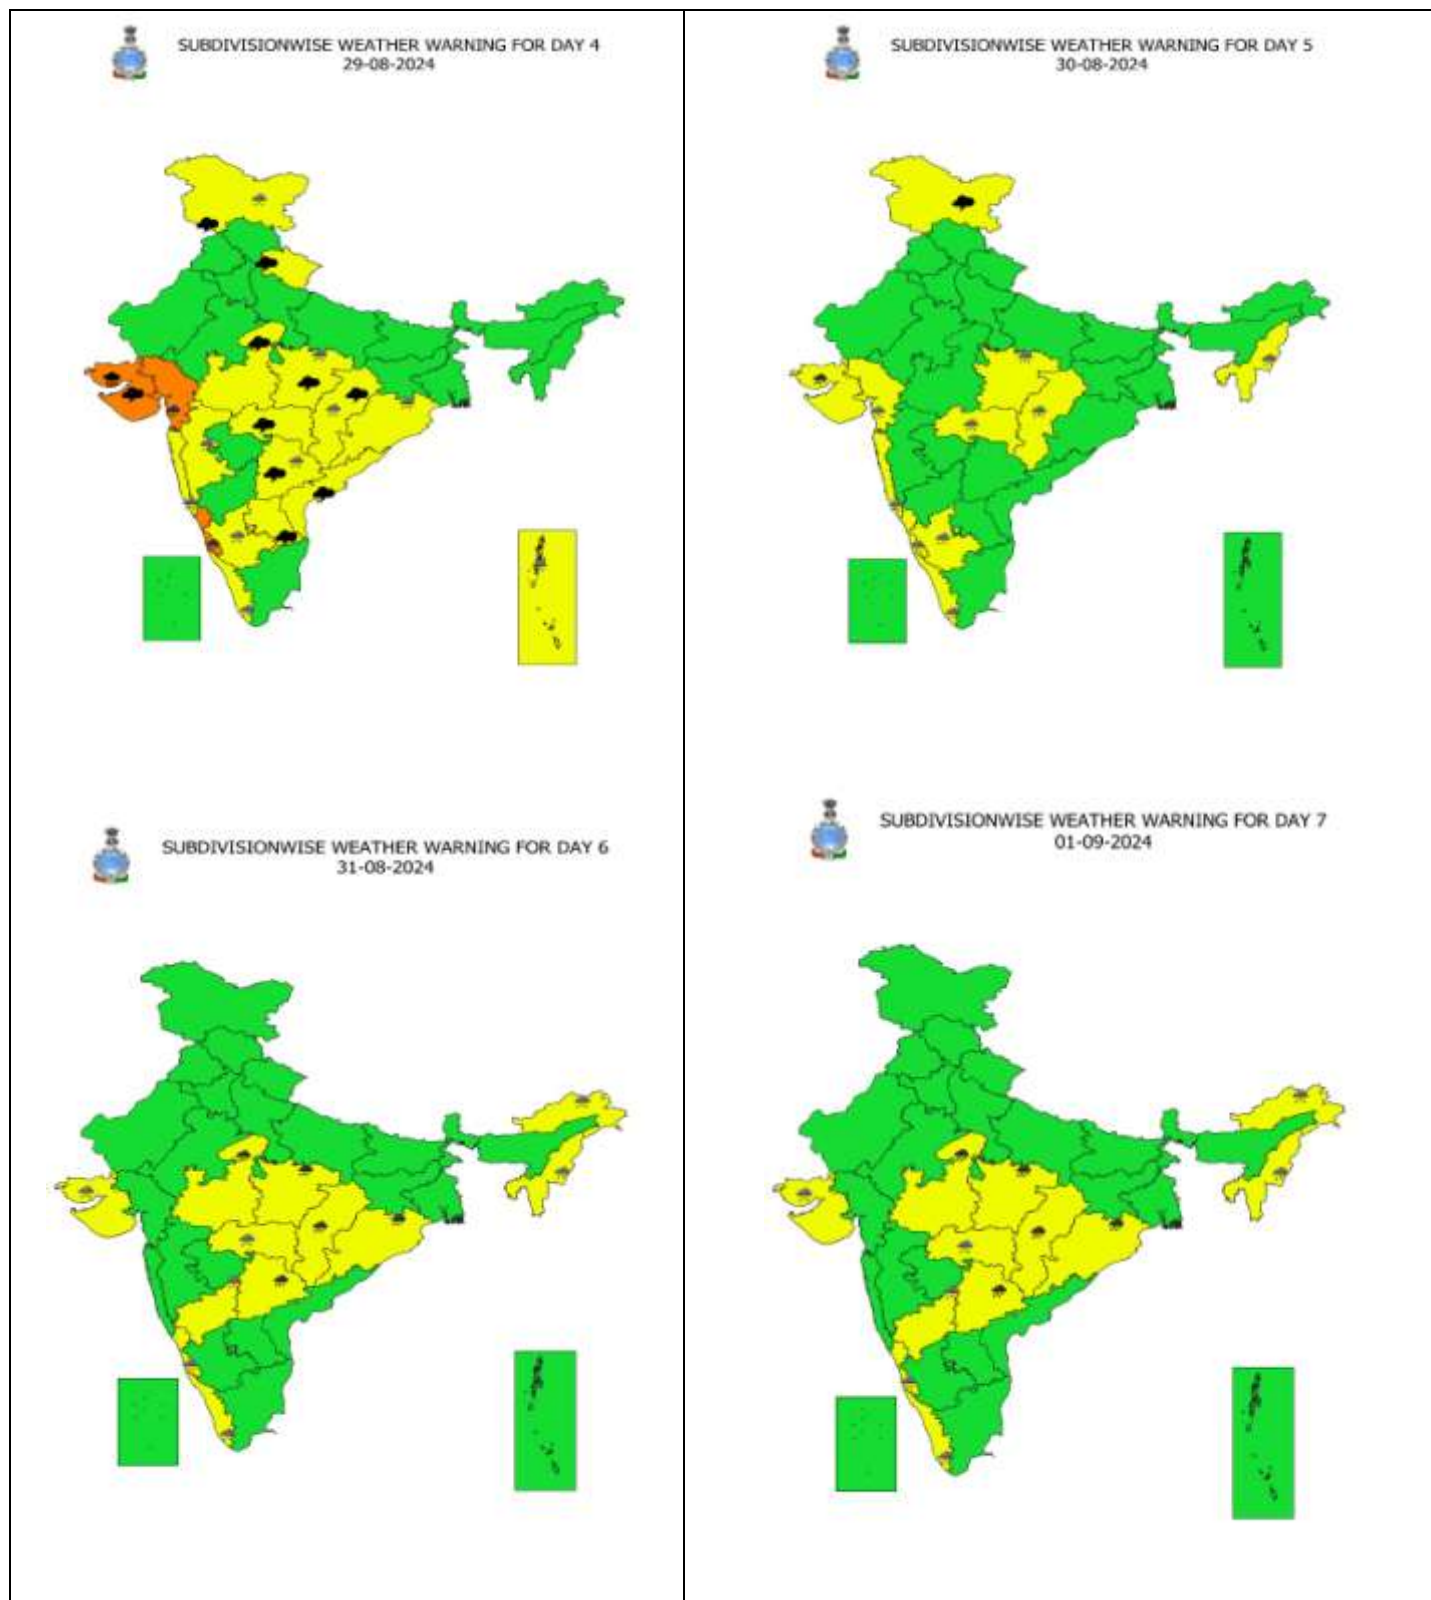 SUBDIVISIONWISE WEATHER WARNING FOR DAY 4
29-08-2024
SUBDIVISIONWISE WEATHER WARNING FOR DAY 5
30-08-2024
SUBDIVISIONWISE WEATHER WARNING FOR DAY 6
31-08-2024
SUBDIVISIONWISE WEATHER WARNING FOR DAY 7
01-09-2024